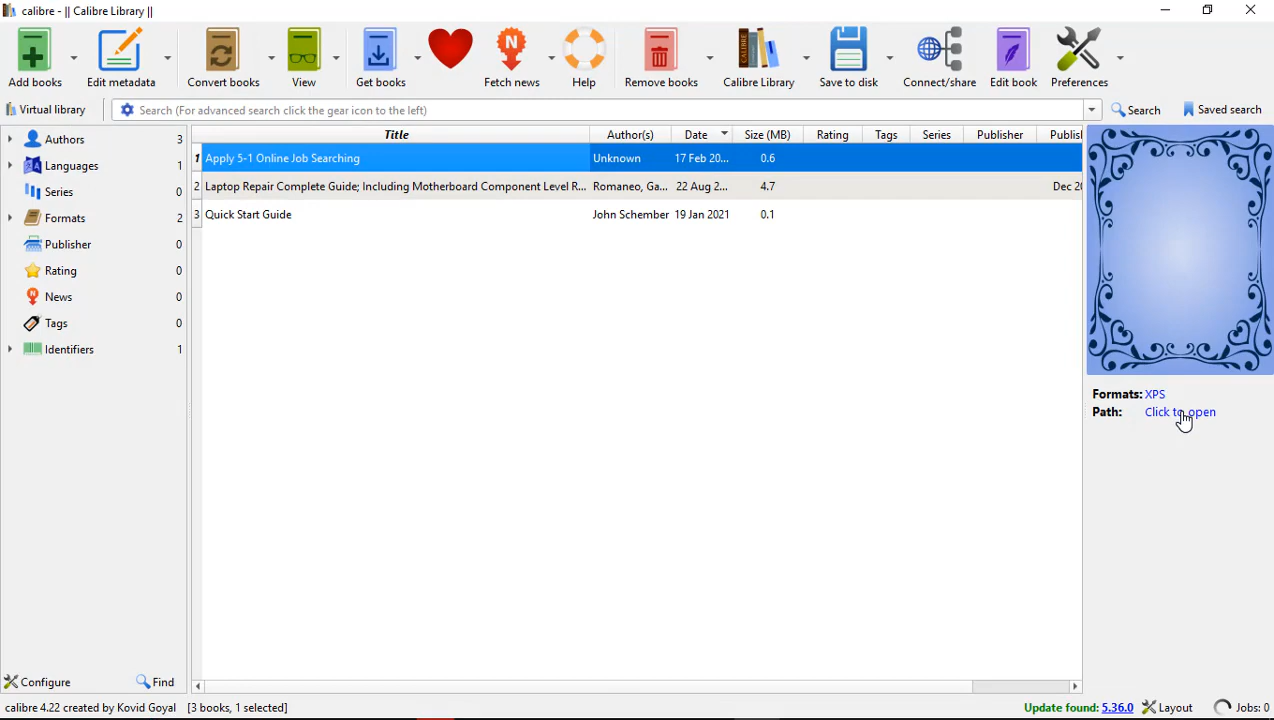 calibre - || Calibre Library ||
Add books Edit metadata Convert books View Get books Fetch news Help Remove books Calibre Library Save to disk Connect/share Edit book Preferences
Virtual library Search (For advanced search click the gear icon to the left) Search Saved search
Authors 3
Languages 1
Series 0
Formats 2
Publisher 0
Rating 0
News 0
Tags 0
Identifiers 1
Title Author(s) Date Size (MB) Rating Tags Series Publisher Publisl
1 Apply 5-1 Online Job Searching Unknown 17 Feb 20... 0.6
2 Laptop Repair Complete Guide; Including Motherboard Component Level R... Romaneo, Ga... 22 Aug 2... 4.7 Dec 20
3 Quick Start Guide John Schember 19 Jan 2021 0.1
Formats: XPS
Path: Click to open
Configure Find
calibre 4.22 created by Kovid Goyal [3 books, 1 selected] Update found: 5.36.0 Layout Jobs: 0